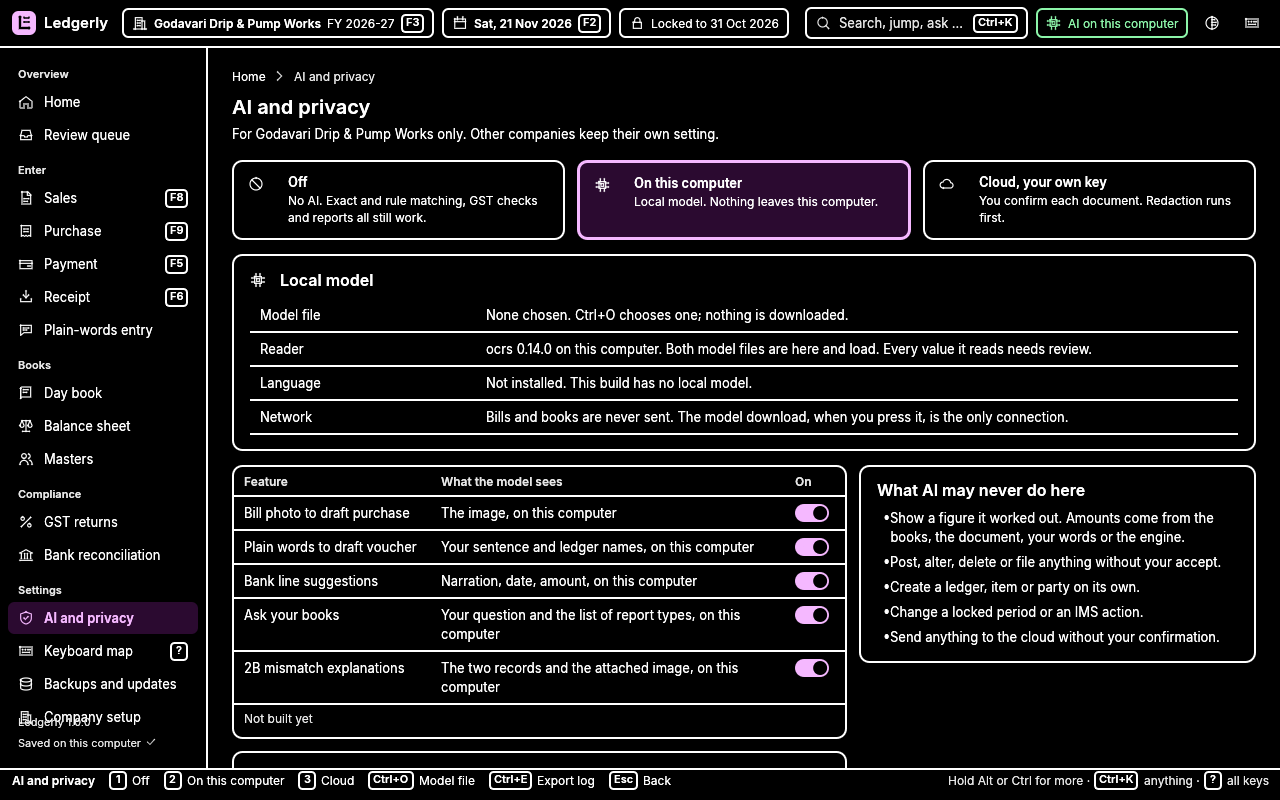 Ledgerly
Godavari Drip & Pump Works FY 2026-27 F3
Sat, 21 Nov 2026 F2
Locked to 31 Oct 2026
Search, jump, ask ... Ctrl+K
AI on this computer
Overview
Home
Review queue
Enter
Sales F8
Purchase F9
Payment F5
Receipt F6
Plain-words entry
Books
Day book
Balance sheet
Masters
Compliance
GST returns
Bank reconciliation
Settings
AI and privacy
Keyboard map ?
Backups and updates
Company setup
Ledgerly 1.0.0
Saved on this computer
Home AI and privacy
AI and privacy
For Godavari Drip & Pump Works only. Other companies keep their own setting.
Off
No AI. Exact and rule matching, GST checks
and reports all still work.
On this computer
Local model. Nothing leaves this computer.
Cloud, your own key
You confirm each document. Redaction runs
first.
Local model
Model file None chosen. Ctrl+O chooses one; nothing is downloaded.
Reader ocrs 0.14.0 on this computer. Both model files are here and load. Every value it reads needs review.
Language Not installed. This build has no local model.
Network Bills and books are never sent. The model download, when you press it, is the only connection.
Feature What the model sees On
Bill photo to draft purchase The image, on this computer
Plain words to draft voucher Your sentence and ledger names, on this computer
Bank line suggestions Narration, date, amount, on this computer
Ask your books Your question and the list of report types, on this
computer
2B mismatch explanations The two records and the attached image, on this
computer
Not built yet
What AI may never do here
•Show a figure it worked out. Amounts come from the
books, the document, your words or the engine.
•Post, alter, delete or file anything without your accept.
•Create a ledger, item or party on its own.
•Change a locked period or an IMS action.
•Send anything to the cloud without your confirmation.
AI and privacy 1 Off 2 On this computer 3 Cloud Ctrl+O Model file Ctrl+E Export log Esc Back
Hold Alt or Ctrl for more · Ctrl+K anything · ? all keys